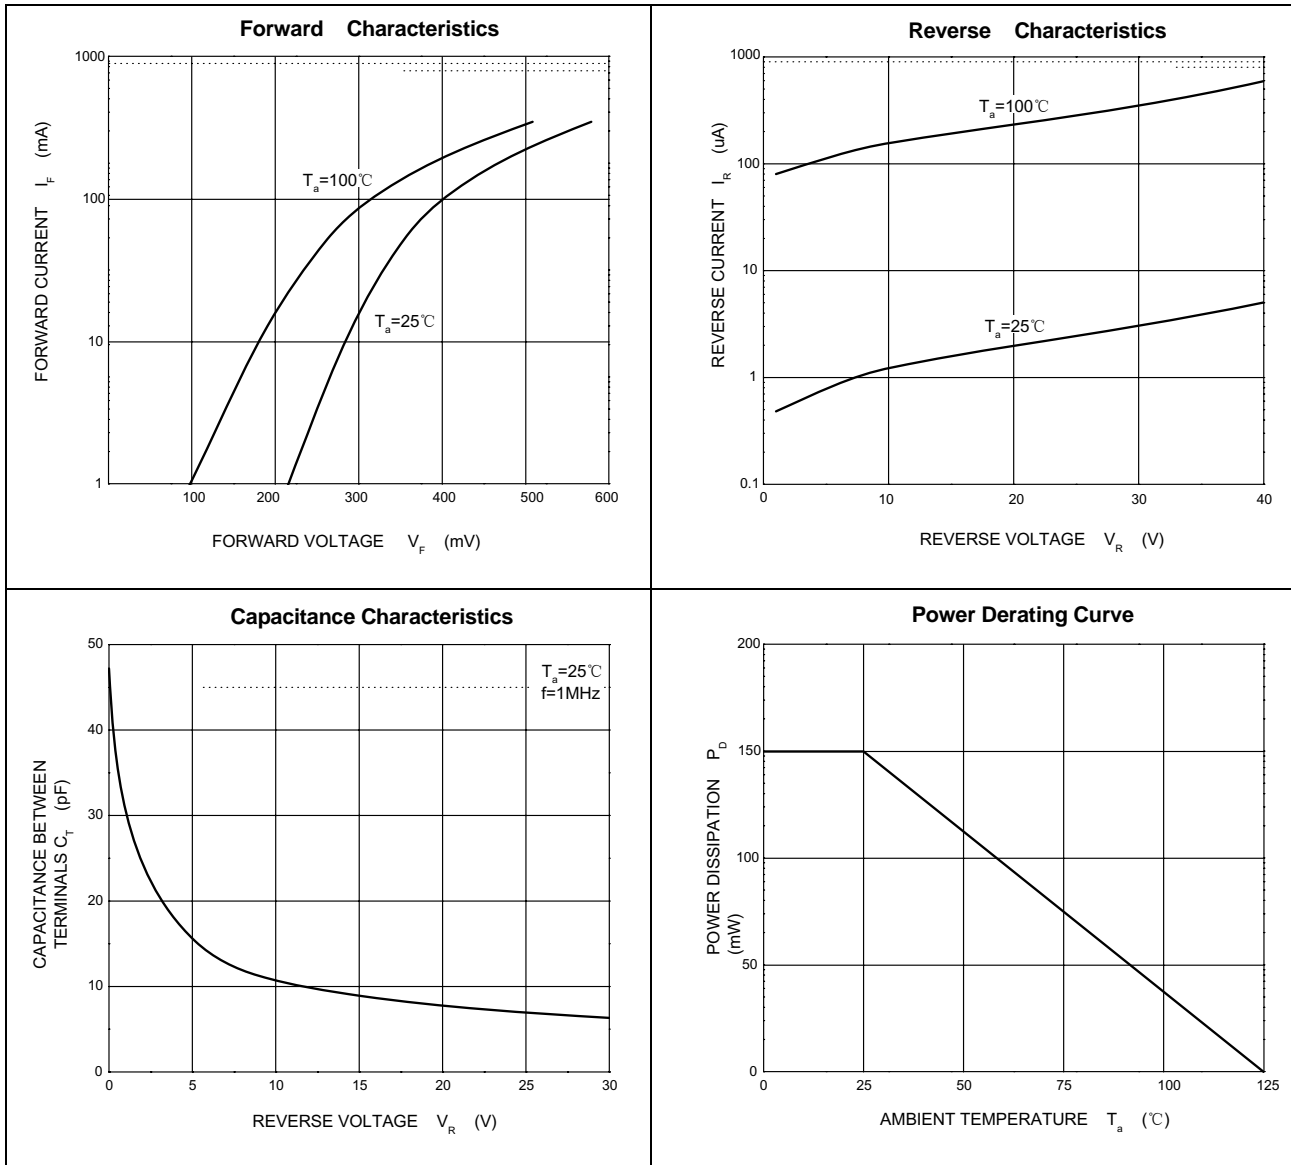 Forward Characteristics
1000
100
10
1
T_a=100℃
T_a=25℃
100 200 300 400 500 600
FORWARD CURRENT I_F (mA)
FORWARD VOLTAGE V_F (mV)
Reverse Characteristics
1000
100
10
1
0.1
T_a=100℃
T_a=25℃
0 10 20 30 40
REVERSE CURRENT I_R (uA)
REVERSE VOLTAGE V_R (V)
Capacitance Characteristics
50
40
30
20
10
0
T_a=25℃
f=1MHz
0 5 10 15 20 25 30
CAPACITANCE BETWEEN
TERMINALS C_T (pF)
REVERSE VOLTAGE V_R (V)
Power Derating Curve
200
150
100
50
0
0 25 50 75 100 125
POWER DISSIPATION P_D
(mW)
AMBIENT TEMPERATURE T_a (℃)